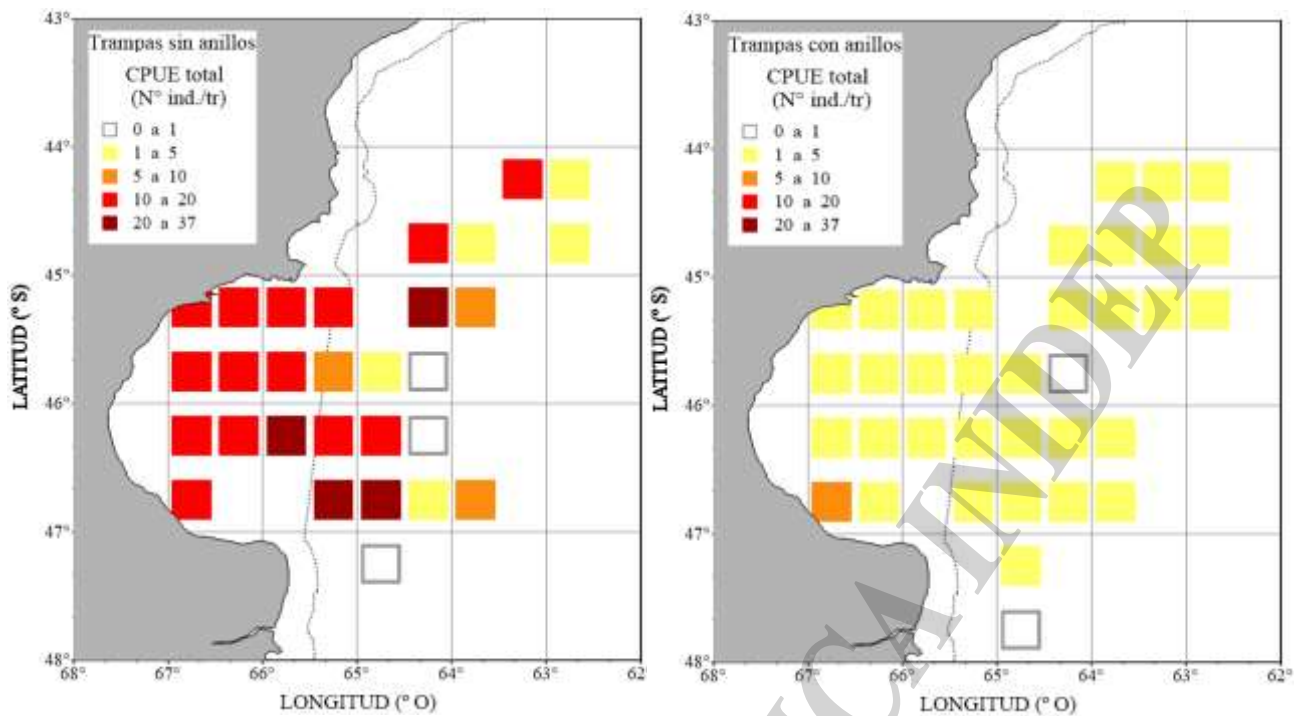 Trampas sin anillos
CPUE total
(N° ind./tr)
0 a 1
1 a 5
5 a 10
10 a 20
20 a 37
43°
44°
45°
46°
47°
48°
68°
67°
66°
65°
64°
63°
62°
LATITUD (° S)
LONGITUD (° O)
Trampas con anillos
CPUE total
(N° ind./tr)
0 a 1
1 a 5
5 a 10
10 a 20
20 a 37
43°
44°
45°
46°
47°
48°
68°
67°
66°
65°
64°
63°
62°
LATITUD (° S)
LONGITUD (° O)
CA INIDEP